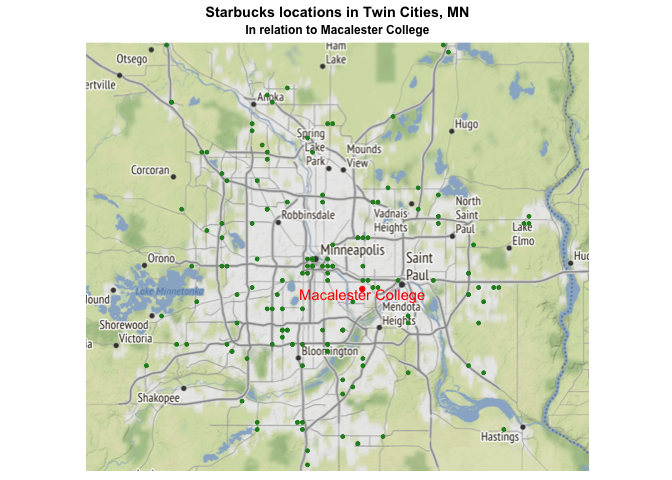 Starbucks locations in Twin Cities, MN
In relation to Macalester College
Ham
Lake
Otsego
ertville
Anoka
Hugo
Spring
Lake
Park
Mounds
View
Corcoran
North
Saint
Paul
Vadnais
Heights
Robbinsdale
Lake
Elmo
Minneapolis
Saint
Paul
Orono
Lake Minnetonka
Macalester College
Mendota
Heights
Shorewood
Victoria
Bloomington
Shakopee
Hastings